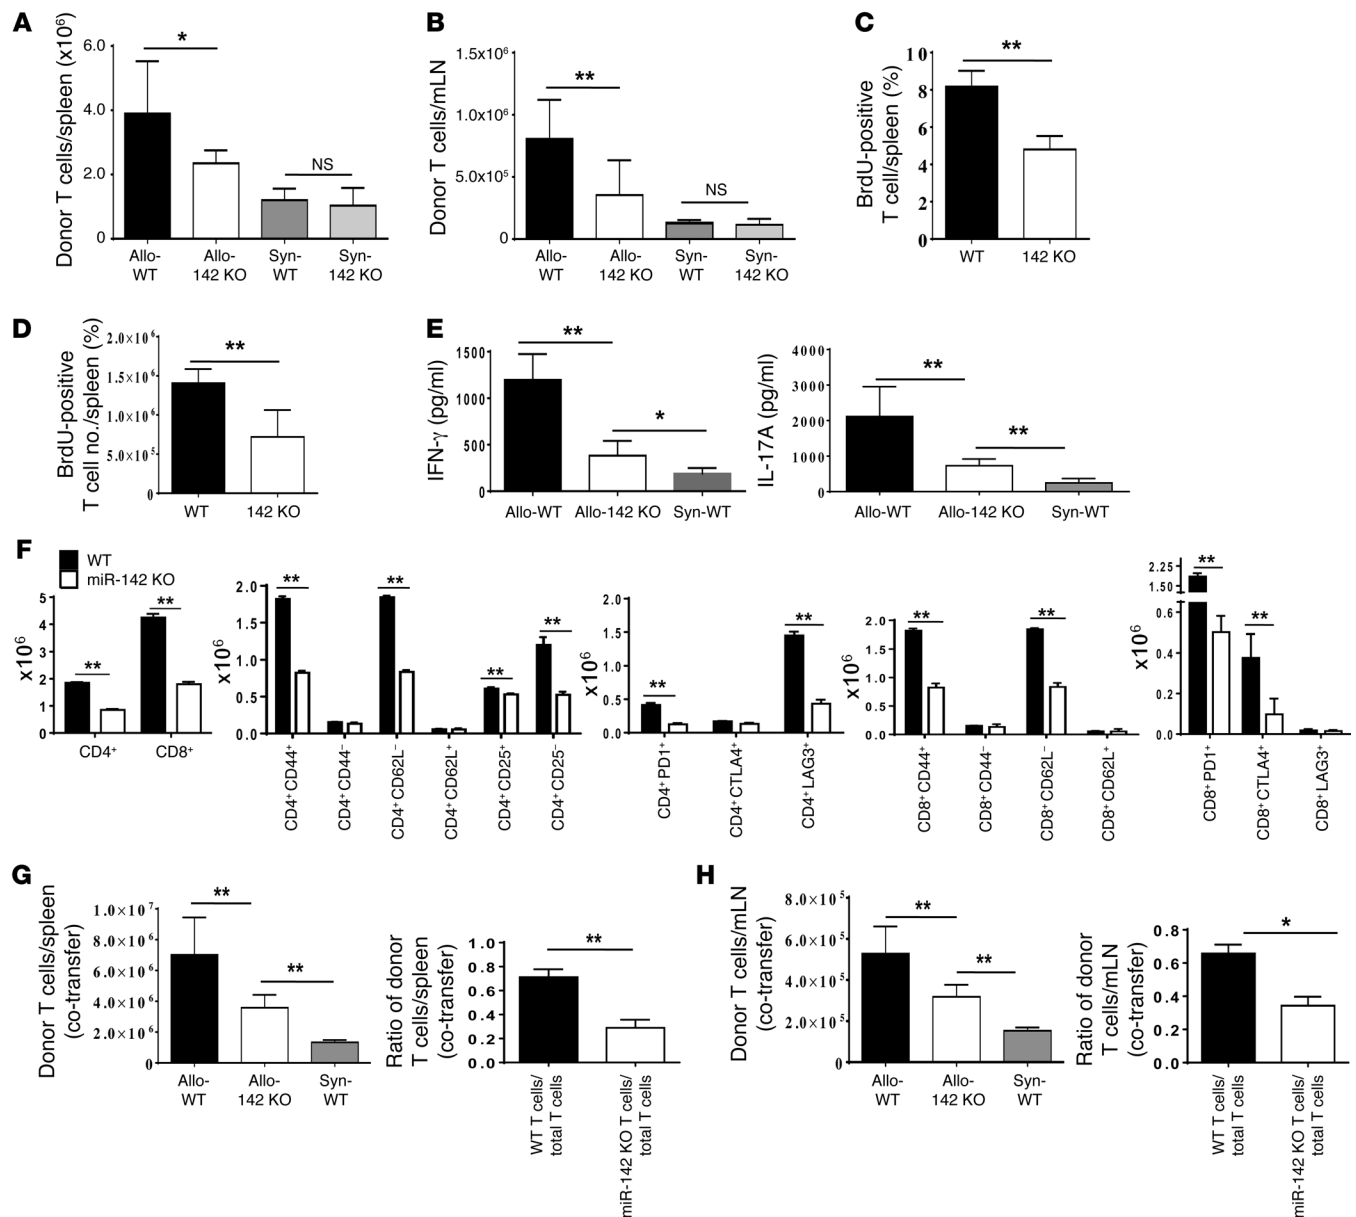 A
Donor T cells/spleen (x10⁶)
6.0
4.0
2.0
0
*
NS
Allo-
WT
Allo-
142 KO
Syn-
WT
Syn-
142 KO
B
Donor T cells/mLN
1.5x10⁶
1.0x10⁶
5.0x10⁵
0
**
NS
Allo-
WT
Allo-
142 KO
Syn-
WT
Syn-
142 KO
C
BrdU-positive
T cell/spleen (%)
10
8
6
4
2
0
**
WT
142 KO
D
BrdU-positive
T cell no./spleen (%)
2.0×10⁶
1.5×10⁶
1.0×10⁶
5.0×10⁵
0
**
WT
142 KO
E
IFN-γ (pg/ml)
1500
1000
500
0
**
*
Allo-WT
Allo-142 KO
Syn-WT
IL-17A (pg/ml)
4000
3000
2000
1000
0
**
**
Allo-WT
Allo-142 KO
Syn-WT
F
WT
miR-142 KO
x10⁶
5
4
3
2
1
0
**
**
CD4⁺
CD8⁺
x10⁶
2.0
1.5
1.0
0.5
0.0
**
**
**
**
CD4⁺CD44⁺
CD4⁺CD44⁻
CD4⁺CD62L⁻
CD4⁺CD62L⁺
CD4⁺CD25⁺
CD4⁺CD25⁻
x10⁶
2.0
1.5
1.0
0.5
0.0
**
**
CD4⁺PD1⁺
CD4⁺CTLA4⁺
CD4⁺LAG3⁺
x10⁶
2.0
1.5
1.0
0.5
0.0
**
**
CD8⁺CD44⁺
CD8⁺CD44⁻
CD8⁺CD62L⁻
CD8⁺CD62L⁺
x10⁶
2.25
1.50
0.6
0.4
0.2
0.0
**
**
CD8⁺PD1⁺
CD8⁺CTLA4⁺
CD8⁺LAG3⁺
G
Donor T cells/spleen
(co-transfer)
1.0×10⁷
8.0×10⁶
6.0×10⁶
4.0×10⁶
2.0×10⁶
0
**
**
Allo-
WT
Allo-
142 KO
Syn-
WT
Ratio of donor
T cells/spleen
(co-transfer)
1.0
0.8
0.6
0.4
0.2
0.0
**
WT T cells/
total T cells
miR-142 KO T cells/
total T cells
H
Donor T cells/mLN
(co-transfer)
8.0×10⁵
6.0×10⁵
4.0×10⁵
2.0×10⁵
0
**
**
Allo-
WT
Allo-
142 KO
Syn-
WT
Ratio of donor
T cells/mLN
(co-transfer)
0.8
0.6
0.4
0.2
0.0
*
WT T cells/
total T cells
miR-142 KO T cells/
total T cells